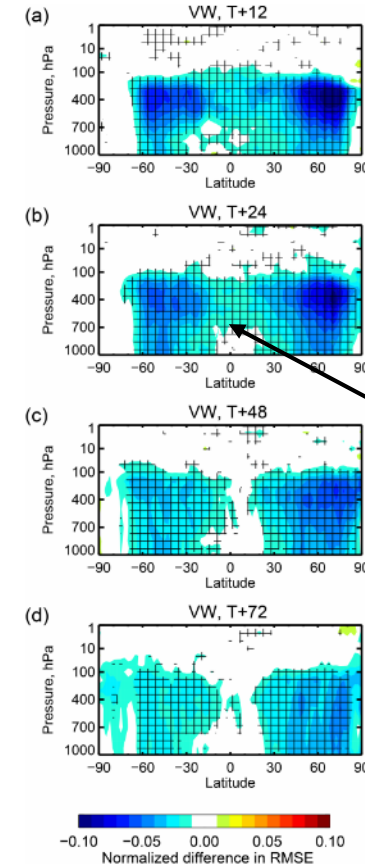 (a) VW, T+12
Pressure, hPa
1
10
100
400
700
1000
−90 −60 −30 0 30 60 90
Latitude
(b) VW, T+24
Pressure, hPa
1
10
100
400
700
1000
−90 −60 −30 0 30 60 90
Latitude
(c) VW, T+48
Pressure, hPa
1
10
100
400
700
1000
−90 −60 −30 0 30 60 90
Latitude
(d) VW, T+72
Pressure, hPa
1
10
100
400
700
1000
−90 −60 −30 0 30 60 90
Latitude
−0.10 −0.05 0.00 0.05 0.10
Normalized difference in RMSE